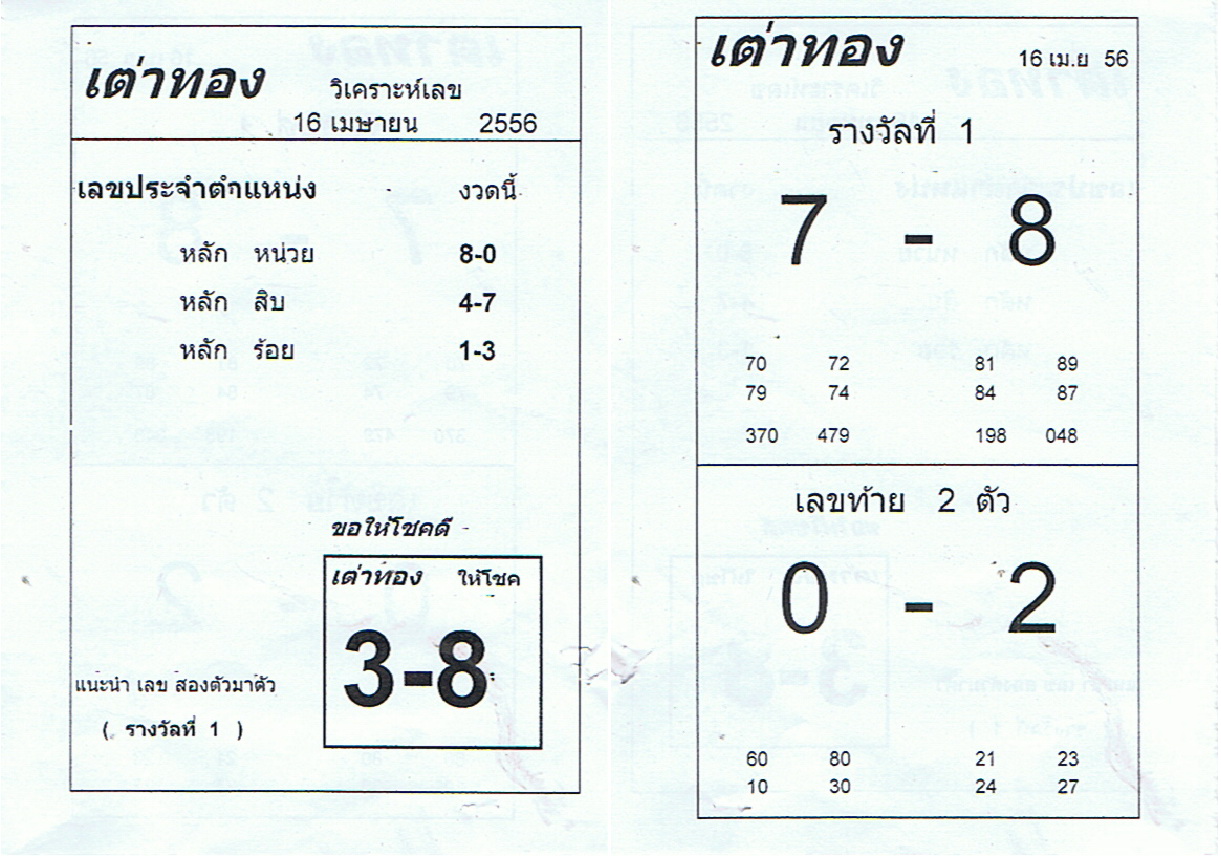 เต่าทอง วิเคราะห์เลข
16 เมษายน 2556
เลขประจำตำแหน่ง งวดนี้
หลัก หน่วย 8-0
หลัก สิบ 4-7
หลัก ร้อย 1-3
ขอให้โชคดี
เต่าทอง ให้โชค
3-8
แนะนำ เลข สองตัวมาตัว
( รางวัลที่ 1 )
เต่าทอง 16 เม.ย 56
รางวัลที่ 1
7 - 8
70 72 81 89
79 74 84 87
370 479 198 048
เลขท้าย 2 ตัว
0 - 2
60 80 21 23
10 30 24 27